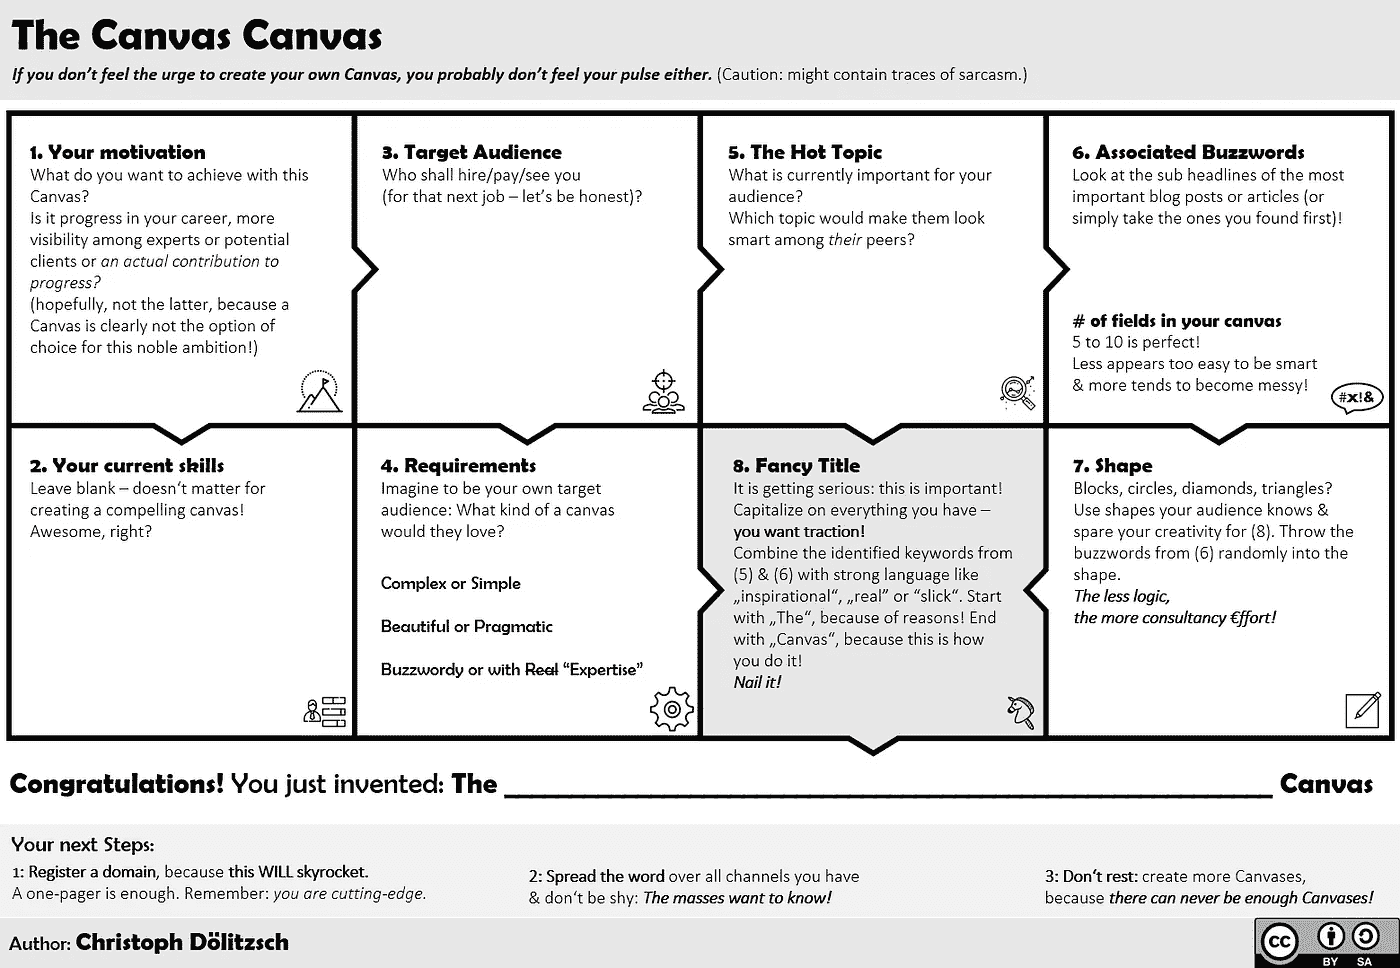 The Canvas Canvas
If you don’t feel the urge to create your own Canvas, you probably don’t feel your pulse either. (Caution: might contain traces of sarcasm.)
1. Your motivation
What do you want to achieve with this
Canvas?
Is it progress in your career, more
visibility among experts or potential
clients or an actual contribution to
progress?
(hopefully, not the latter, because a
Canvas is clearly not the option of
choice for this noble ambition!)
2. Your current skills
Leave blank – doesn‘t matter for
creating a compelling canvas!
Awesome, right?
3. Target Audience
Who shall hire/pay/see you
(for that next job – let’s be honest)?
4. Requirements
Imagine to be your own target
audience: What kind of a canvas
would they love?
Complex or Simple
Beautiful or Pragmatic
Buzzwordy or with Real “Expertise”
5. The Hot Topic
What is currently important for your
audience?
Which topic would make them look
smart among their peers?
6. Associated Buzzwords
Look at the sub headlines of the most
important blog posts or articles (or
simply take the ones you found first)!
# of fields in your canvas
5 to 10 is perfect!
Less appears too easy to be smart
& more tends to become messy!
#x!&
7. Shape
Blocks, circles, diamonds, triangles?
Use shapes your audience knows &
spare your creativity for (8). Throw the
buzzwords from (6) randomly into the
shape.
The less logic,
the more consultancy €ffort!
8. Fancy Title
It is getting serious: this is important!
Capitalize on everything you have –
you want traction!
Combine the identified keywords from
(5) & (6) with strong language like
„inspirational“, „real” or “slick“. Start
with „The“, because of reasons! End
with „Canvas“, because this is how
you do it!
Nail it!
Congratulations! You just invented: The ______ Canvas
Your next Steps:
1: Register a domain, because this WILL skyrocket.
A one-pager is enough. Remember: you are cutting-edge.
2: Spread the word over all channels you have
& don‘t be shy: The masses want to know!
3: Don’t rest: create more Canvases,
because there can never be enough Canvases!
Author: Christoph Dölitzsch
CC BY SA